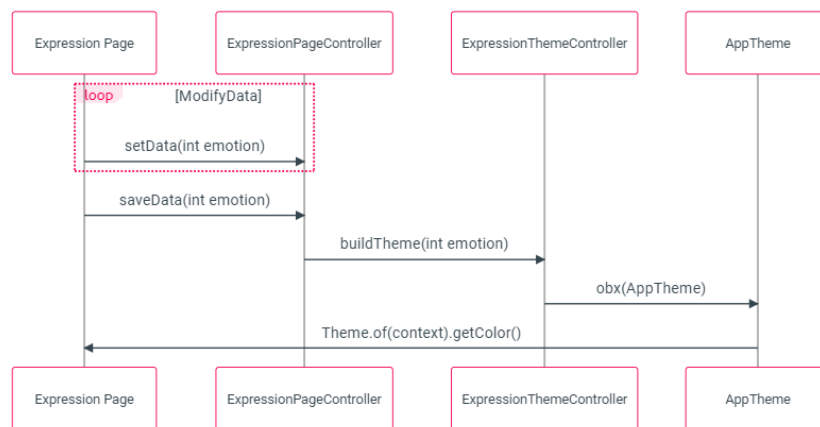 Expression Page
ExpressionPageController
ExpressionThemeController
AppTheme
loop
[ModifyData]
setData(int emotion)
saveData(int emotion)
buildTheme(int emotion)
obx(AppTheme)
Theme.of(context).getColor()
Expression Page
ExpressionPageController
ExpressionThemeController
AppTheme